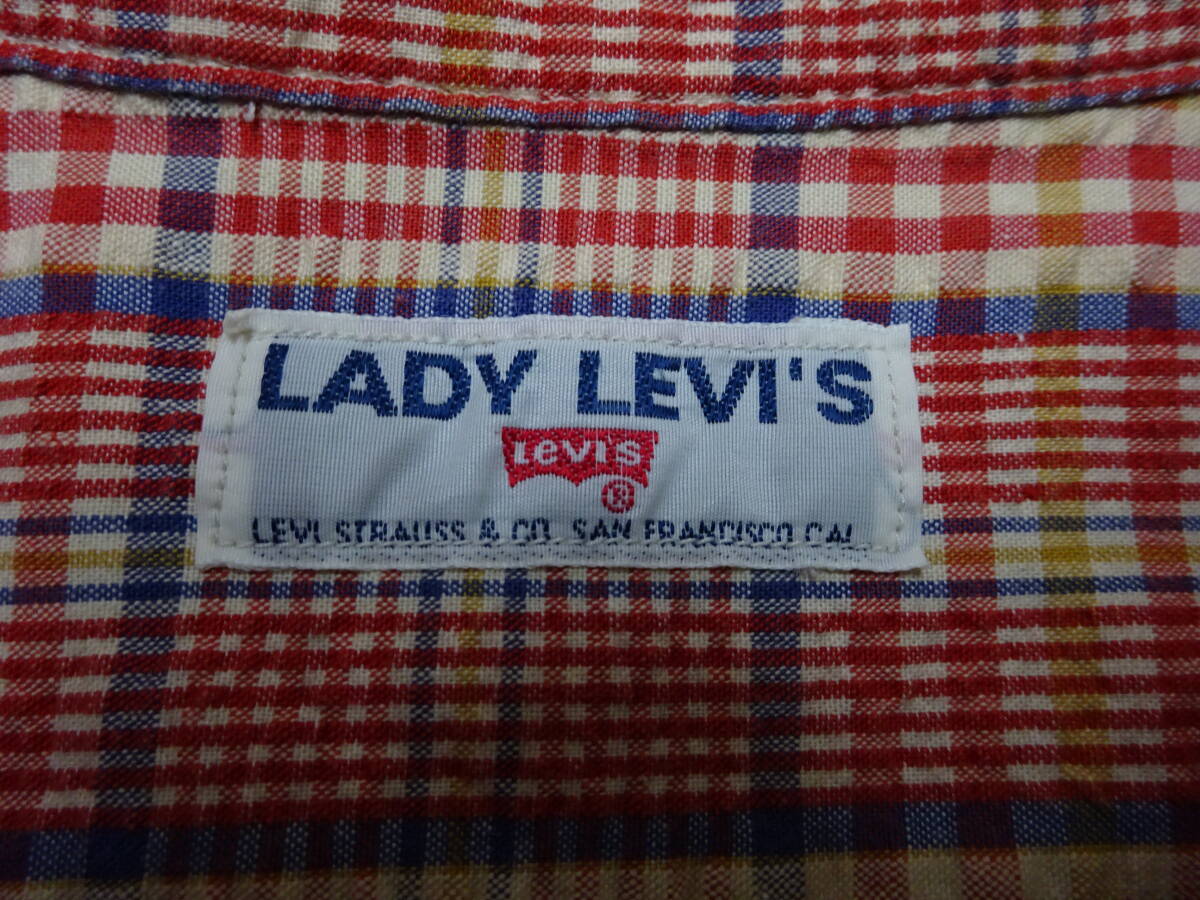 LADY LEVI'S
Levi's
®
LEVI STRAUSS & CO. SAN FRANCISCO CAL